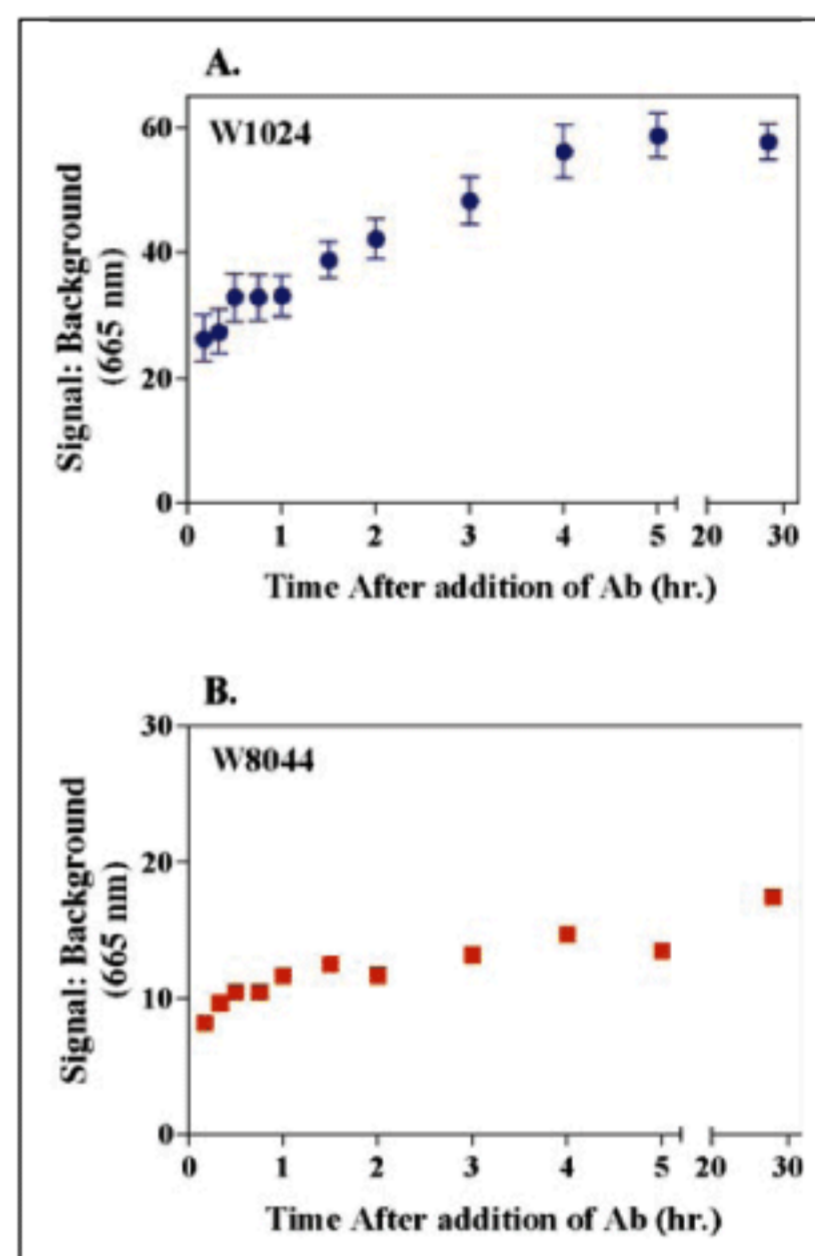 A.
W1024
60
40
20
0
Signal: Background
(665 nm)
0 1 2 3 4 5 20 30
Time After addition of Ab (hr.)
B.
W8044
30
20
10
0
Signal: Background
(665 nm)
0 1 2 3 4 5 20 30
Time After addition of Ab (hr.)